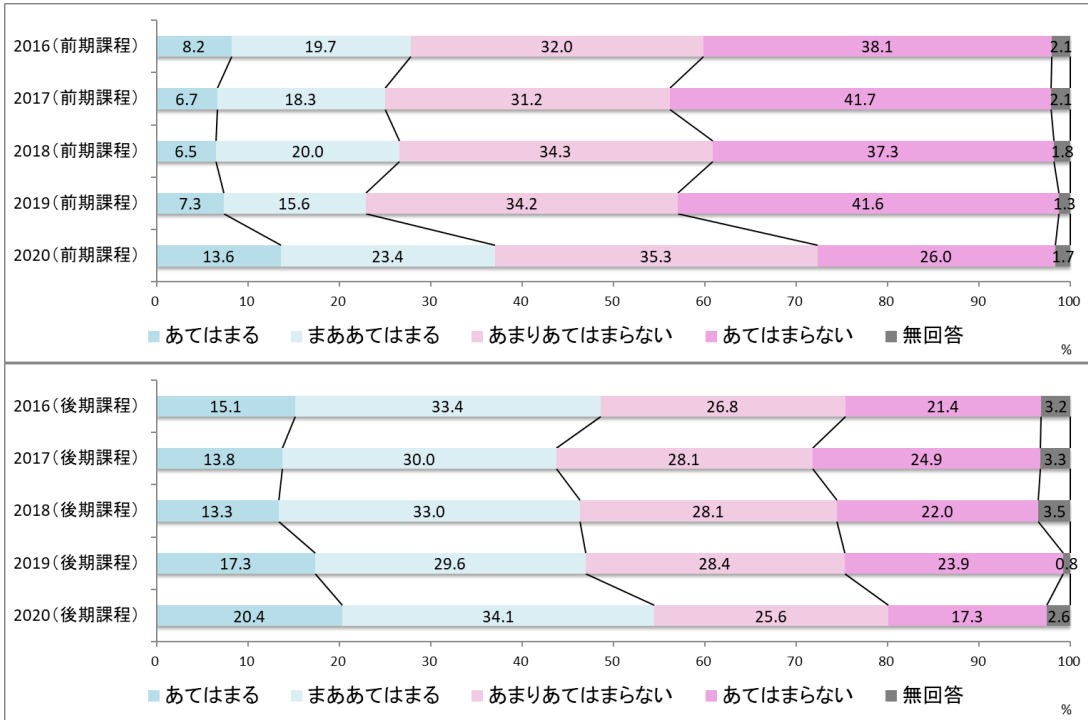 2016(前期課程) 8.2 19.7 32.0 38.1 2.1
2017(前期課程) 6.7 18.3 31.2 41.7 2.1
2018(前期課程) 6.5 20.0 34.3 37.3 1.8
2019(前期課程) 7.3 15.6 34.2 41.6 1.3
2020(前期課程) 13.6 23.4 35.3 26.0 1.7
0 10 20 30 40 50 60 70 80 90 100
あてはまる まああてはまる あまりあてはまらない あてはまらない 無回答
%
2016(後期課程) 15.1 33.4 26.8 21.4 3.2
2017(後期課程) 13.8 30.0 28.1 24.9 3.3
2018(後期課程) 13.3 33.0 28.1 22.0 3.5
2019(後期課程) 17.3 29.6 28.4 23.9 0.8
2020(後期課程) 20.4 34.1 25.6 17.3 2.6
0 10 20 30 40 50 60 70 80 90 100
あてはまる まああてはまる あまりあてはまらない あてはまらない 無回答
%